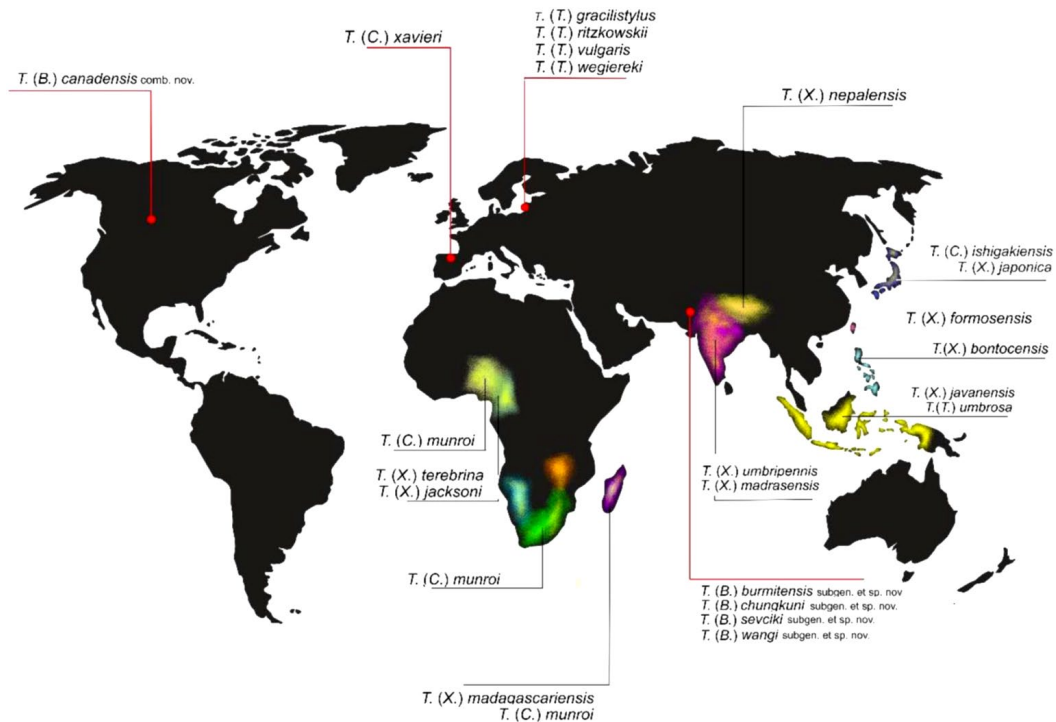 T. (T.) gracilistylus
T. (T.) ritzkowskii
T. (T.) vulgaris
T. (T.) wegiereki
T. (C.) xavieri
T. (B.) canadensis comb. nov.
T. (X.) nepalensis
T. (C.) ishigakiensis
T. (X.) japonica
T. (X.) formosensis
T.(X.) bontocensis
T. (X.) javanensis
T.(T.) umbrosa
T. (C.) munroi
T. (X.) terebrina
T. (X.) jacksoni
T. (X.) umbripennis
T. (X.) madrasensis
T. (C.) munroi
T. (B.) burmitensis subgen. et sp. nov
T. (B.) chungkuni subgen. et sp. nov.
T. (B.) sevciki subgen. et sp. nov.
T. (B.) wangi subgen. et sp. nov.
T. (X.) madagascariensis
T. (C.) munroi